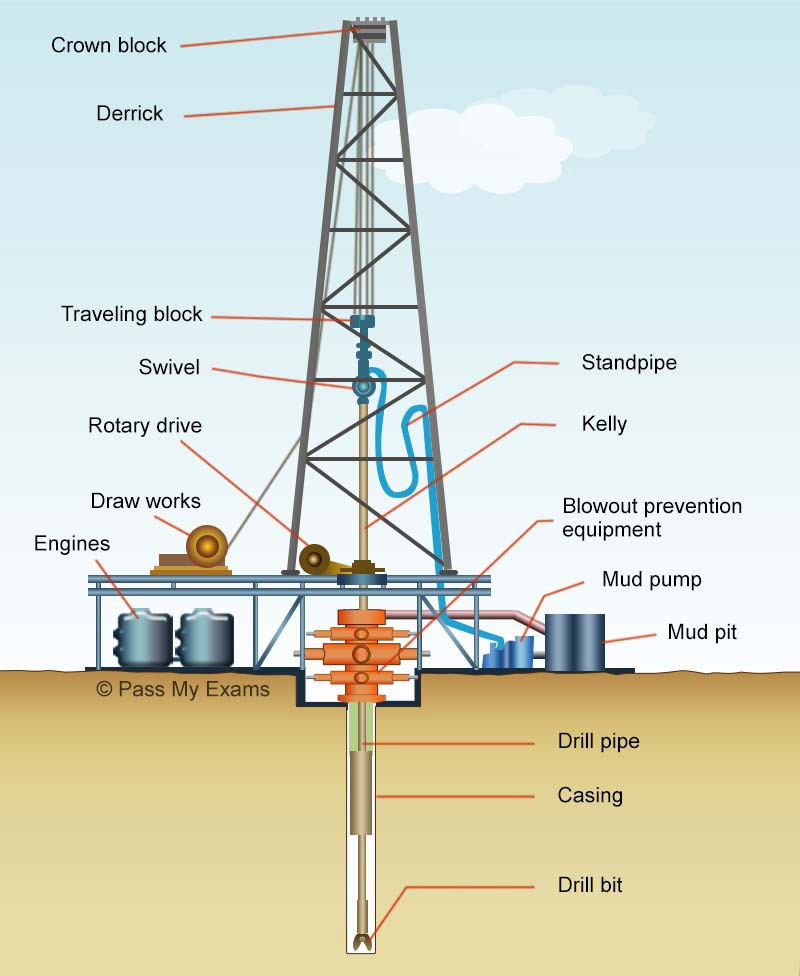 Crown block
Derrick
Traveling block
Swivel
Standpipe
Rotary drive
Kelly
Draw works
Blowout prevention
equipment
Engines
Mud pump
Mud pit
© Pass My Exams
Drill pipe
Casing
Drill bit